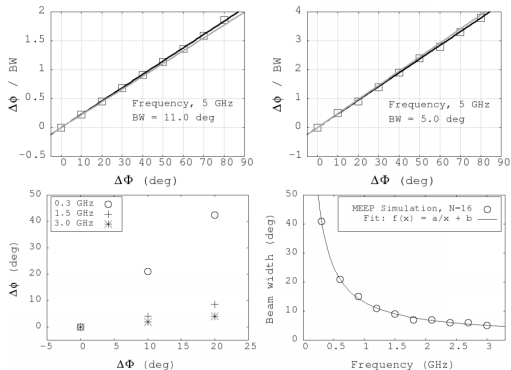 2
1.5
1
0.5
0
-0.5
Δϕ / BW
Frequency, 5 GHz
BW = 11.0 deg
0 10 20 30 40 50 60 70 80 90
ΔΦ (deg)
4
3
2
1
0
-1
Δϕ / BW
Frequency, 5 GHz
BW = 5.0 deg
0 10 20 30 40 50 60 70 80 90
ΔΦ (deg)
50
40
30
20
10
0
-10
Δϕ (deg)
0.3 GHz
1.5 GHz
3.0 GHz
-5 0 5 10 15 20 25
ΔΦ (deg)
50
40
30
20
10
0
Beam width (deg)
MEEP Simulation, N=16
Fit: f(x) = a/x + b
0 0.5 1 1.5 2 2.5 3
Frequency (GHz)